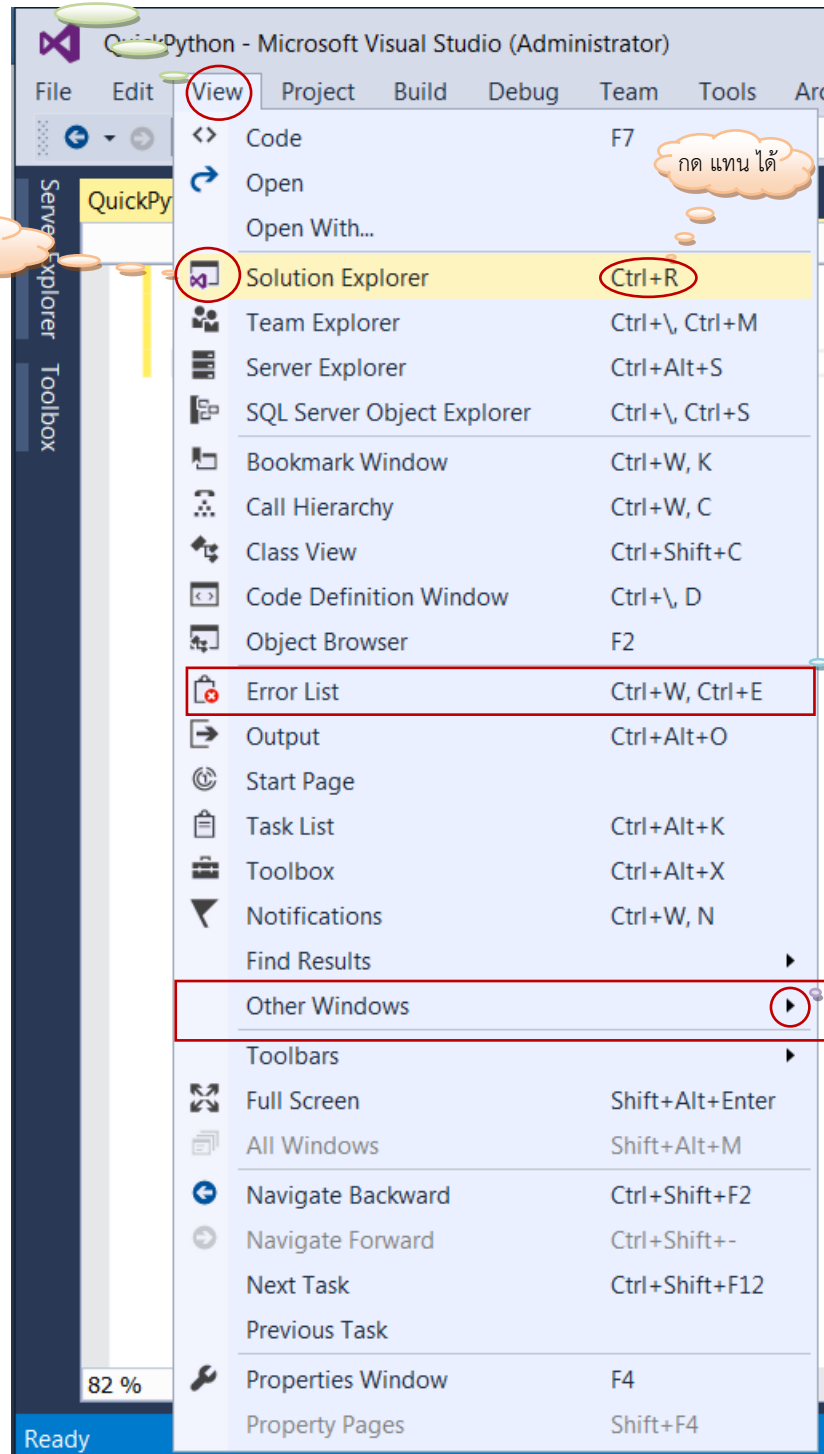 QuickPython - Microsoft Visual Studio (Administrator)
File Edit View Project Build Debug Team Tools
Code F7
กด แทน ได้
Open
Open With...
Server Explorer
Toolbox
QuickPy
Solution Explorer Ctrl+R
Team Explorer Ctrl+\, Ctrl+M
Server Explorer Ctrl+Alt+S
SQL Server Object Explorer Ctrl+\, Ctrl+S
Bookmark Window Ctrl+W, K
Call Hierarchy Ctrl+W, C
Class View Ctrl+Shift+C
Code Definition Window Ctrl+\, D
Object Browser F2
Error List Ctrl+W, Ctrl+E
Output Ctrl+Alt+O
Start Page
Task List Ctrl+Alt+K
Toolbox Ctrl+Alt+X
Notifications Ctrl+W, N
Find Results
Other Windows
Toolbars
Full Screen Shift+Alt+Enter
All Windows Shift+Alt+M
Navigate Backward Ctrl+Shift+F2
Navigate Forward Ctrl+Shift+-
Next Task Ctrl+Shift+F12
Previous Task
82 %
Properties Window F4
Property Pages Shift+F4
Ready